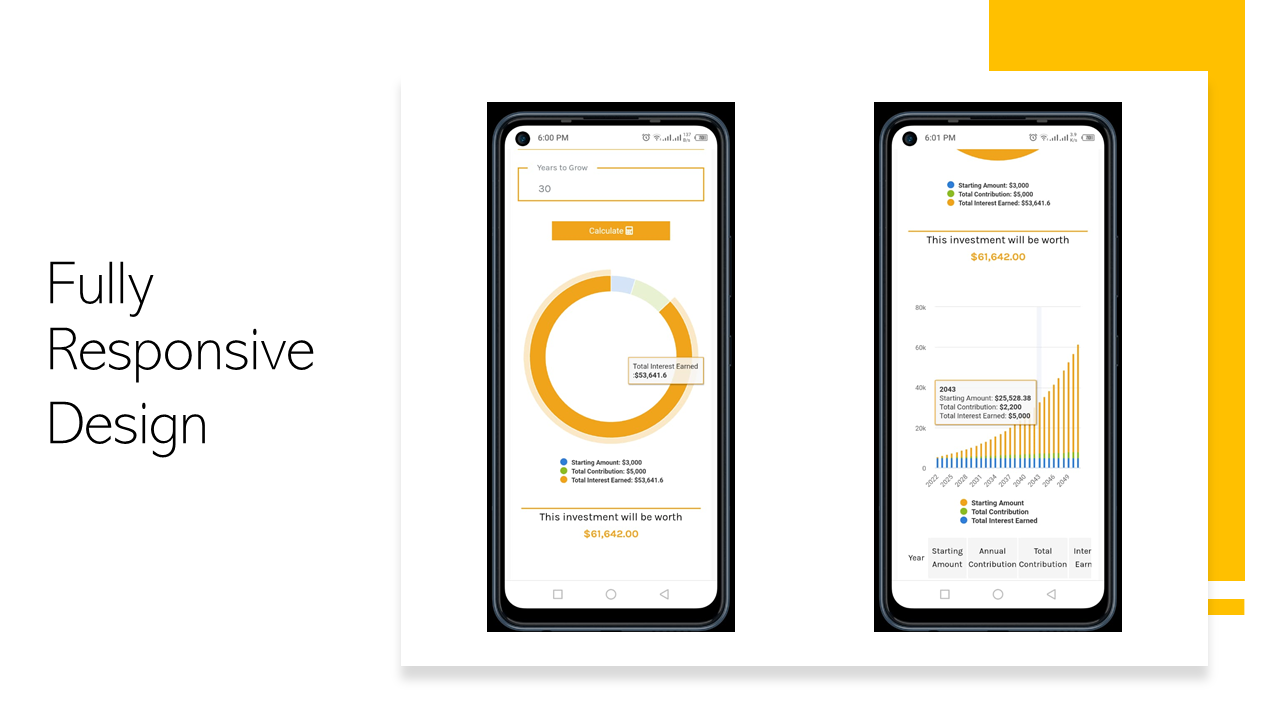 Fully
Responsive
Design
6:00 PM
Years to Grow
30
Calculate
Total Interest Earned
:$53,641.6
Starting Amount: $3,000
Total Contribution: $5,000
Total Interest Earned: $53,641.6
This investment will be worth
$61,642.00
6:01 PM
Starting Amount: $3,000
Total Contribution: $5,000
Total Interest Earned: $53,641.6
This investment will be worth
$61,642.00
80k
60k
40k
20k
0
2043
Starting Amount: $25,528.38
Total Contribution: $2,200
Total Interest Earned: $5,000
2022 2025 2028 2031 2034 2037 2040 2043 2046 2049
Starting Amount
Total Contribution
Total Interest Earned
Year Starting Amount Annual Contribution Total Contribution Inter Earn